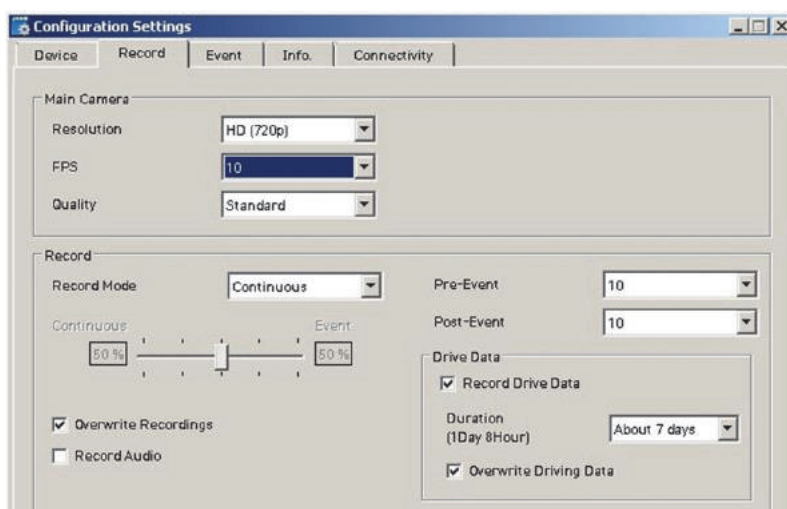 Configuration Settings
Device Record Event Info. Connectivity
Main Camera
Resolution HD (720p)
FPS 10
Quality Standard
Record
Record Mode Continuous
Pre-Event 10
Continuous Event
50 % 50 %
Post-Event 10
Drive Data
Record Drive Data
Overwrite Recordings
Record Audio
Duration
(1Day 8Hour) About 7 days
Overwrite Driving Data